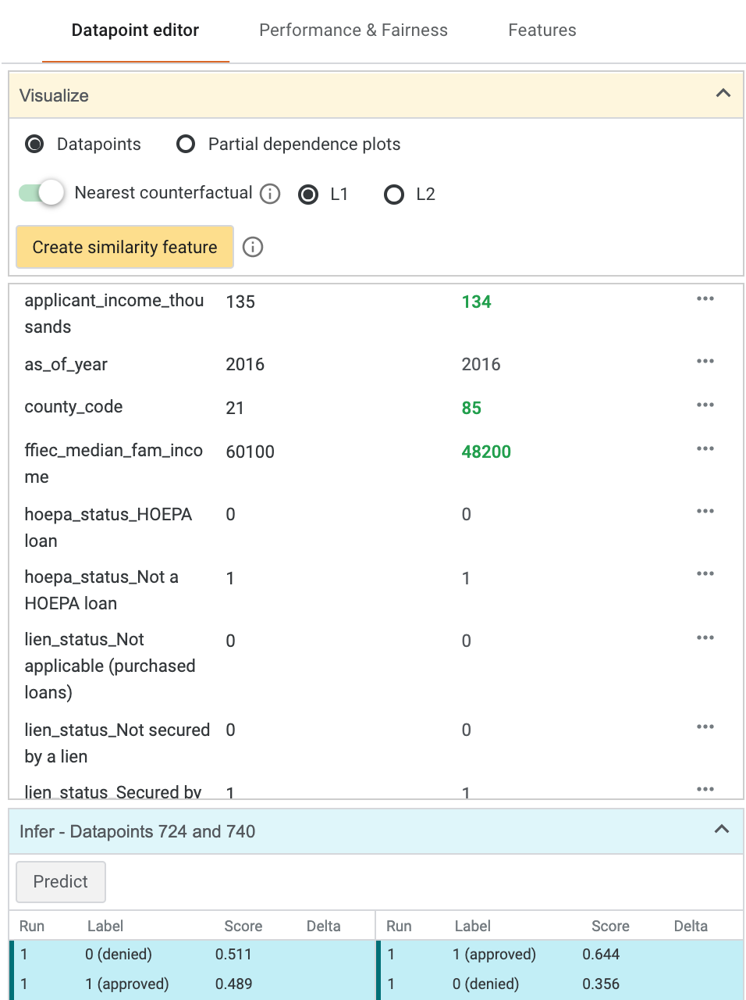 Datapoint editor Performance & Fairness Features
Visualize
Datapoints Partial dependence plots
Nearest counterfactual L1 L2
Create similarity feature
applicant_income_thou 135 134
sands
as_of_year 2016 2016
county_code 21 85
ffiec_median_fam_inco 60100 48200
me
hoepa_status_HOEPA 0 0
loan
hoepa_status_Not a 1 1
HOEPA loan
lien_status_Not 0 0
applicable (purchased
loans)
lien_status_Not secured 0 0
by a lien
lien_status_Secured by 1 1
Infer - Datapoints 724 and 740
Predict
Run Label Score Delta Run Label Score Delta
1 0 (denied) 0.511 1 1 (approved) 0.644
1 1 (approved) 0.489 1 0 (denied) 0.356